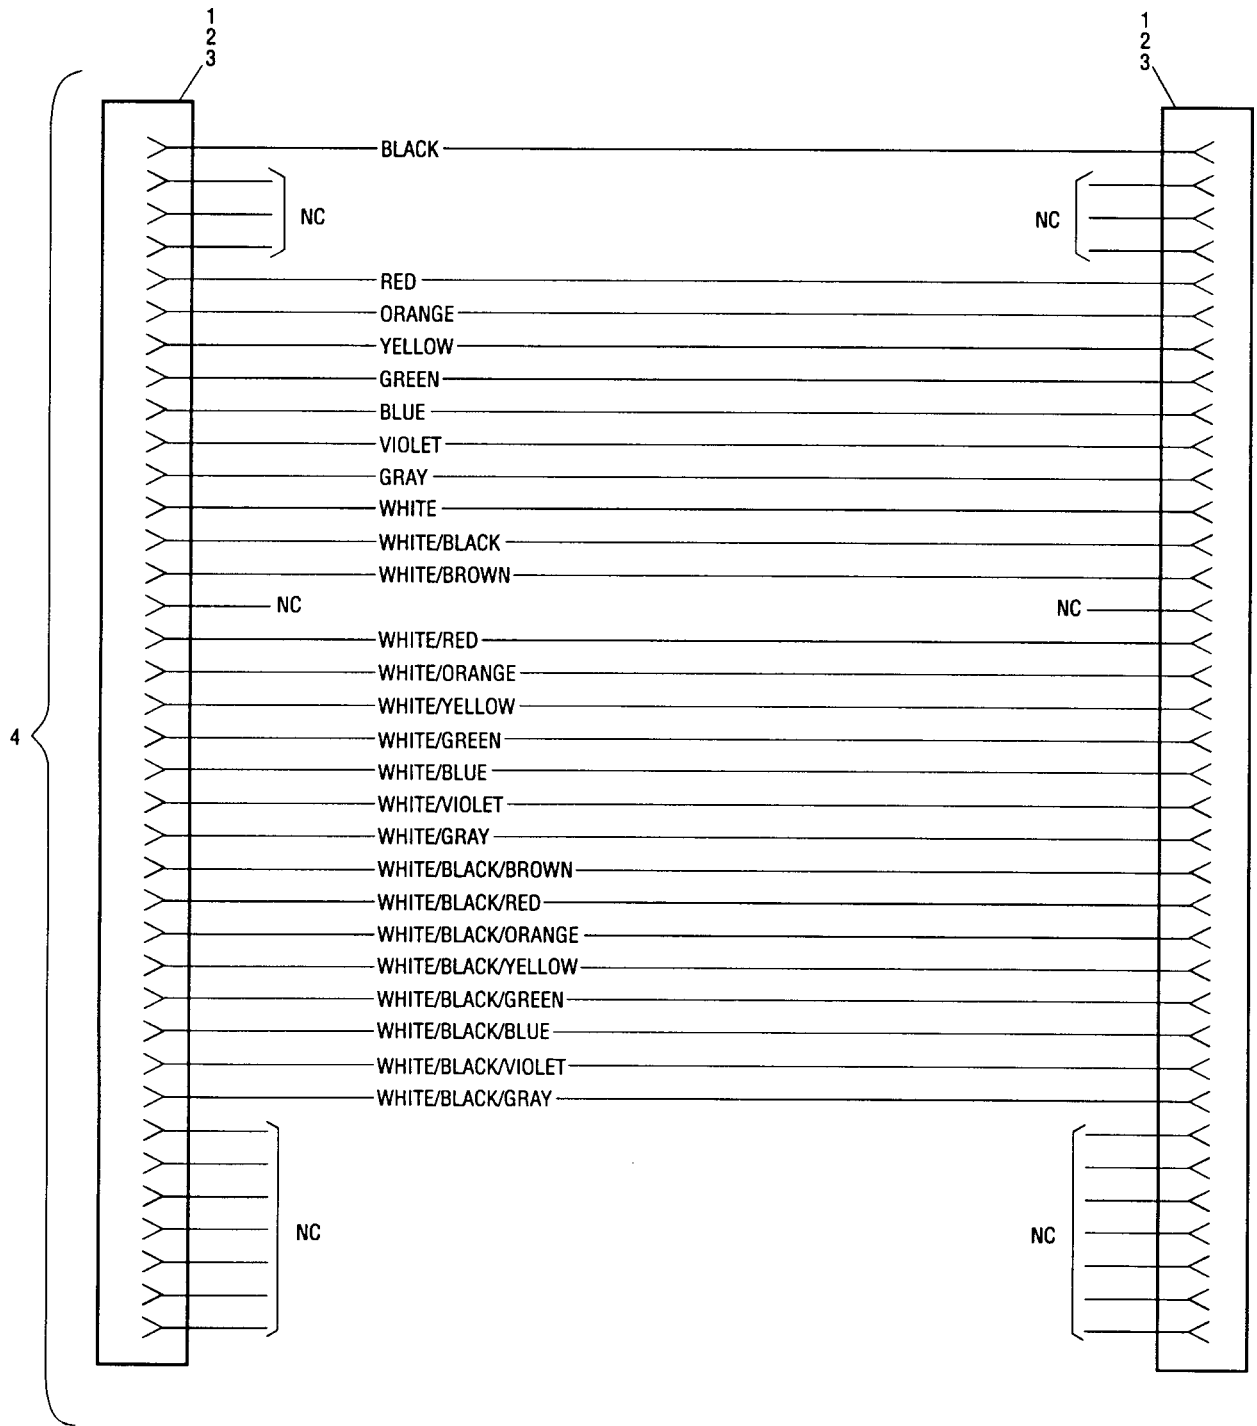 1
2
3
1
2
3
BLACK
NC
NC
RED
ORANGE
YELLOW
GREEN
BLUE
VIOLET
GRAY
WHITE
WHITE/BLACK
WHITE/BROWN
NC
NC
WHITE/RED
WHITE/ORANGE
WHITE/YELLOW
4
WHITE/GREEN
WHITE/BLUE
WHITE/VIOLET
WHITE/GRAY
WHITE/BLACK/BROWN
WHITE/BLACK/RED
WHITE/BLACK/ORANGE
WHITE/BLACK/YELLOW
WHITE/BLACK/GREEN
WHITE/BLACK/BLUE
WHITE/BLACK/VIOLET
WHITE/BLACK/GRAY
NC
NC